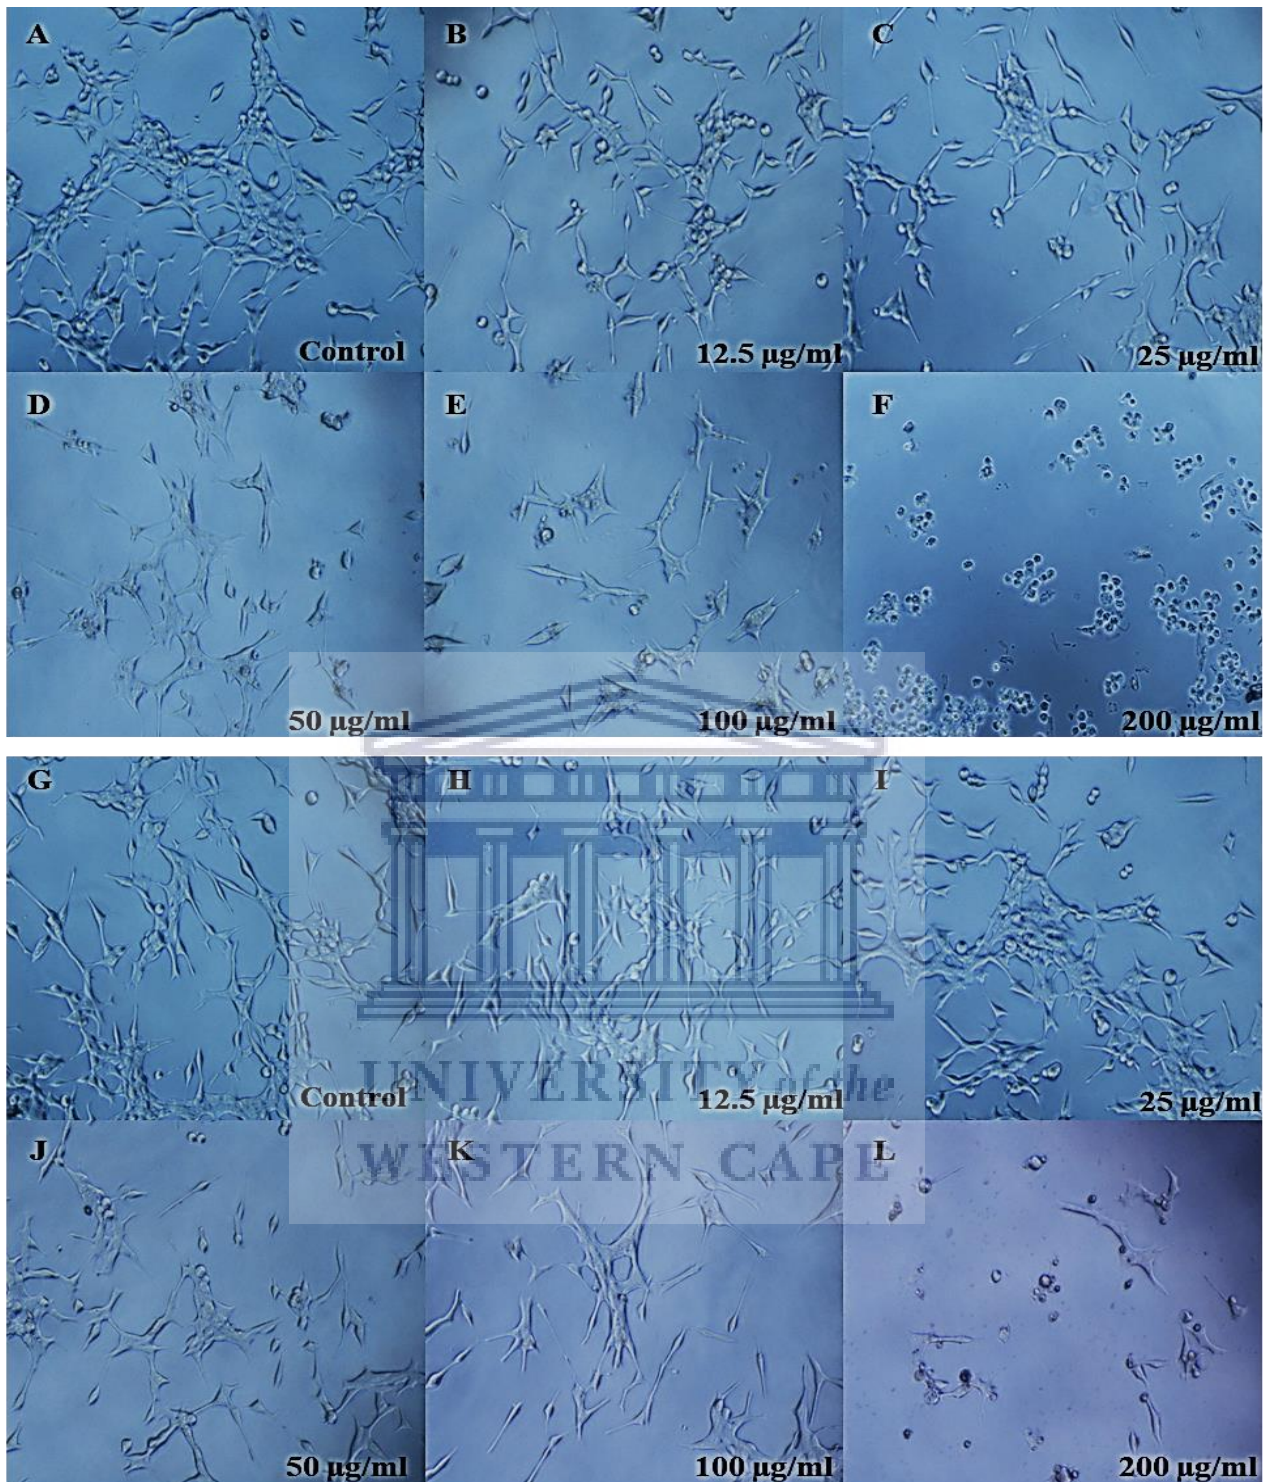 A B C
Control 12.5 µg/ml 25 µg/ml
D E F
50 µg/ml 100 µg/ml 200 µg/ml
G H I
Control 12.5 µg/ml 25 µg/ml
UNIVERSITY of the
J K L
WESTERN CAPE
50 µg/ml 100 µg/ml 200 µg/ml